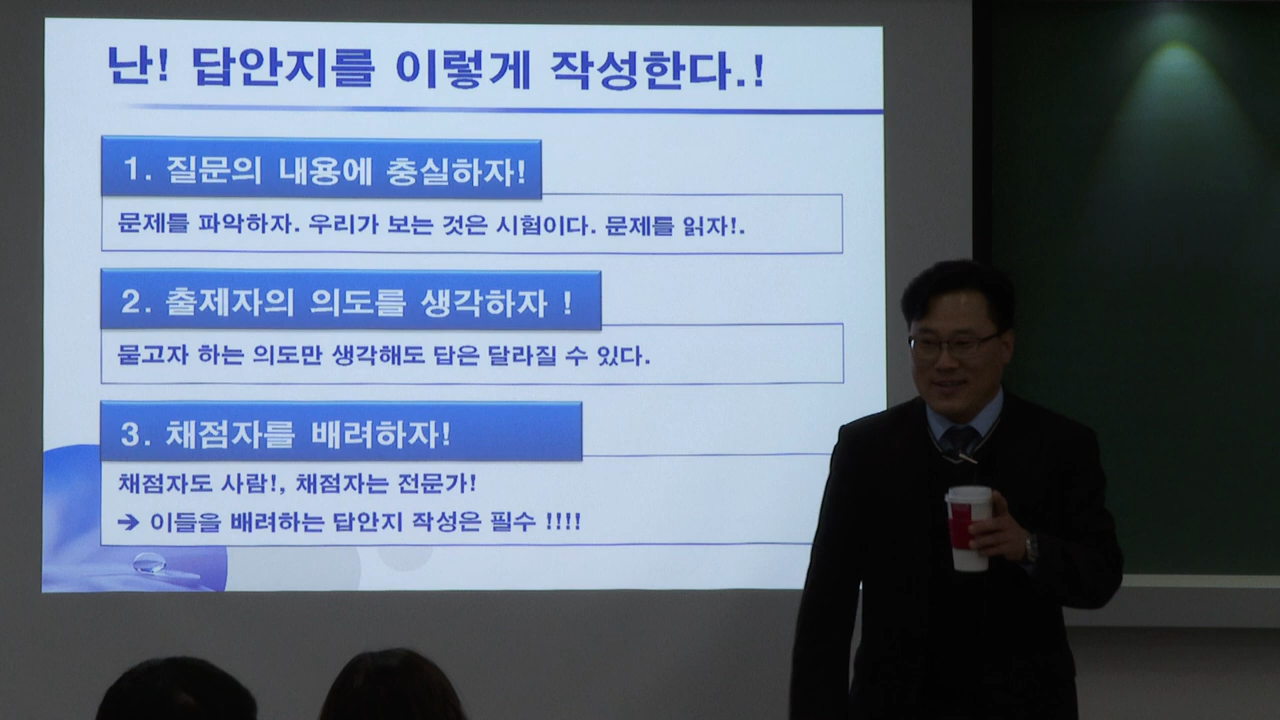 난! 답안지를 이렇게 작성한다.!
1. 질문의 내용에 충실하자!
문제를 파악하자. 우리가 보는 것은 시험이다. 문제를 읽자!.
2. 출제자의 의도를 생각하자 !
묻고자 하는 의도만 생각해도 답은 달라질 수 있다.
3. 채점자를 배려하자!
채점자도 사람!, 채점자는 전문가!
➔ 이들을 배려하는 답안지 작성은 필수 !!!!